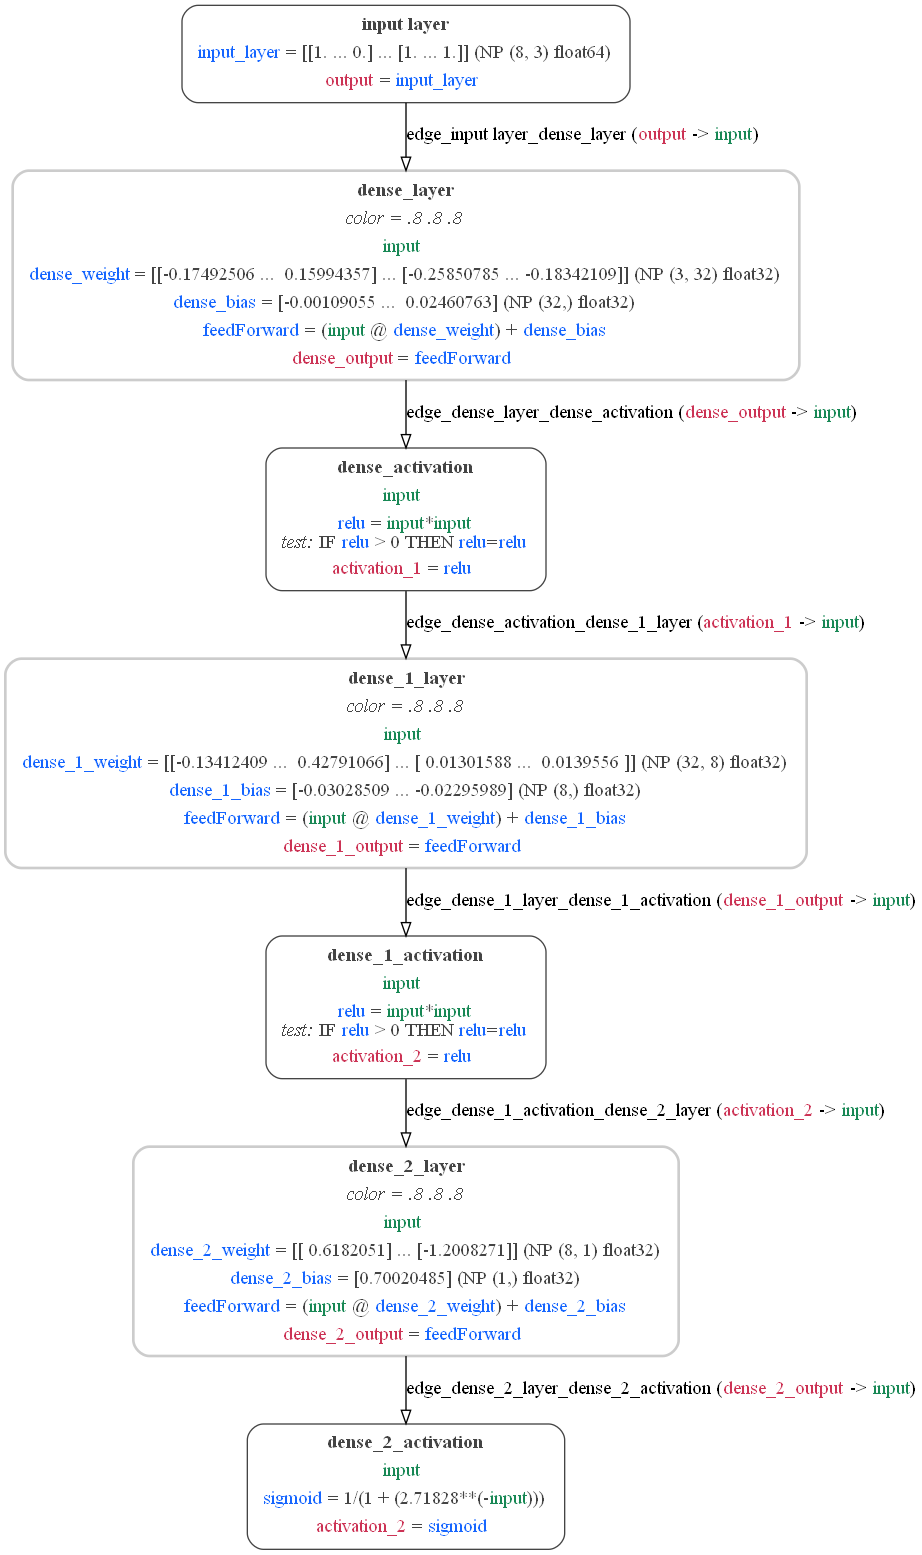 input layer
input_layer = [[1. ... 0.] ... [1. ... 1.]] (NP (8, 3) float64)
output = input_layer
edge_input layer_dense_layer (output -> input)
dense_layer
color = .8 .8 .8
input
dense_weight = [[-0.17492506 ...  0.15994357] ... [-0.25850785 ... -0.18342109]] (NP (3, 32) float32)
dense_bias = [-0.00109055 ...  0.02460763] (NP (32,) float32)
feedForward = (input @ dense_weight) + dense_bias
dense_output = feedForward
edge_dense_layer_dense_activation (dense_output -> input)
dense_activation
input
relu = input*input
test: IF relu > 0 THEN relu=relu
activation_1 = relu
edge_dense_activation_dense_1_layer (activation_1 -> input)
dense_1_layer
color = .8 .8 .8
input
dense_1_weight = [[-0.13412409 ...  0.42791066] ... [ 0.01301588 ...  0.0139556 ]] (NP (32, 8) float32)
dense_1_bias = [-0.03028509 ... -0.02295989] (NP (8,) float32)
feedForward = (input @ dense_1_weight) + dense_1_bias
dense_1_output = feedForward
edge_dense_1_layer_dense_1_activation (dense_1_output -> input)
dense_1_activation
input
relu = input*input
test: IF relu > 0 THEN relu=relu
activation_2 = relu
edge_dense_1_activation_dense_2_layer (activation_2 -> input)
dense_2_layer
color = .8 .8 .8
input
dense_2_weight = [[ 0.6182051] ... [-1.2008271]] (NP (8, 1) float32)
dense_2_bias = [0.70020485] (NP (1,) float32)
feedForward = (input @ dense_2_weight) + dense_2_bias
dense_2_output = feedForward
edge_dense_2_layer_dense_2_activation (dense_2_output -> input)
dense_2_activation
input
sigmoid = 1/(1 + (2.71828**(-input)))
activation_2 = sigmoid